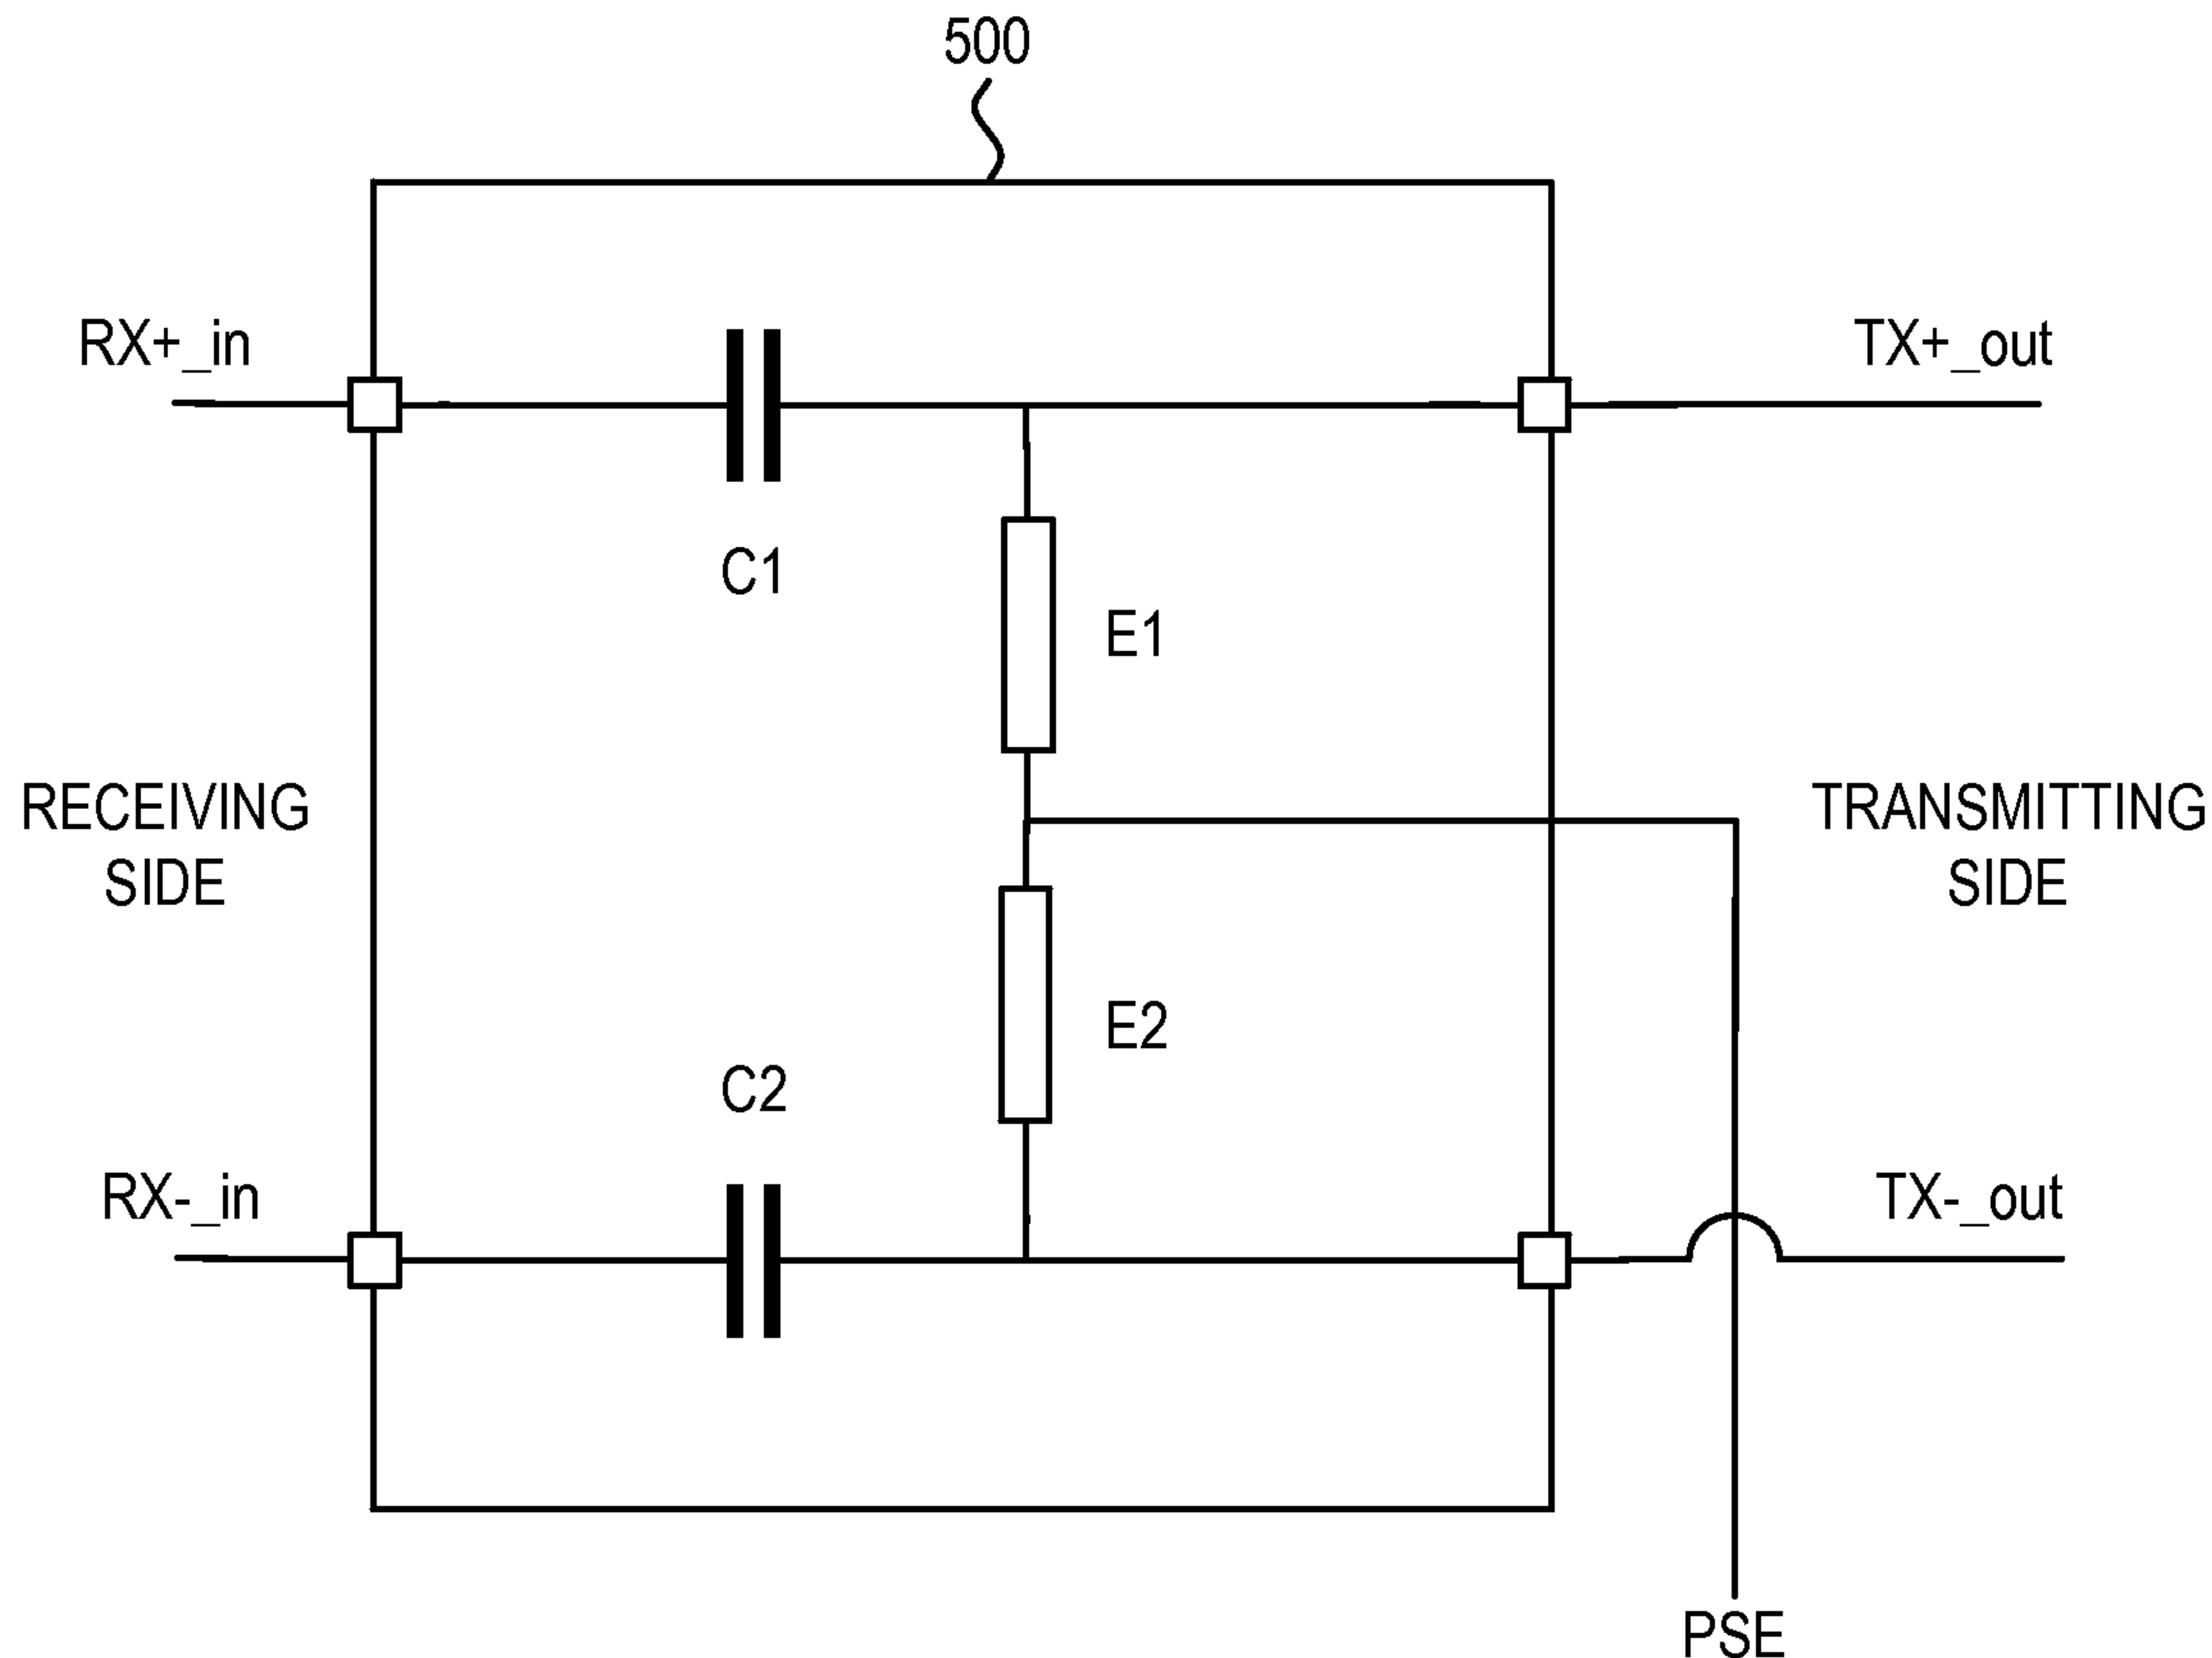 500
RX+_in
TX+_out
C1
E1
RECEIVING
SIDE
TRANSMITTING
SIDE
E2
C2
RX-_in
TX-_out
PSE